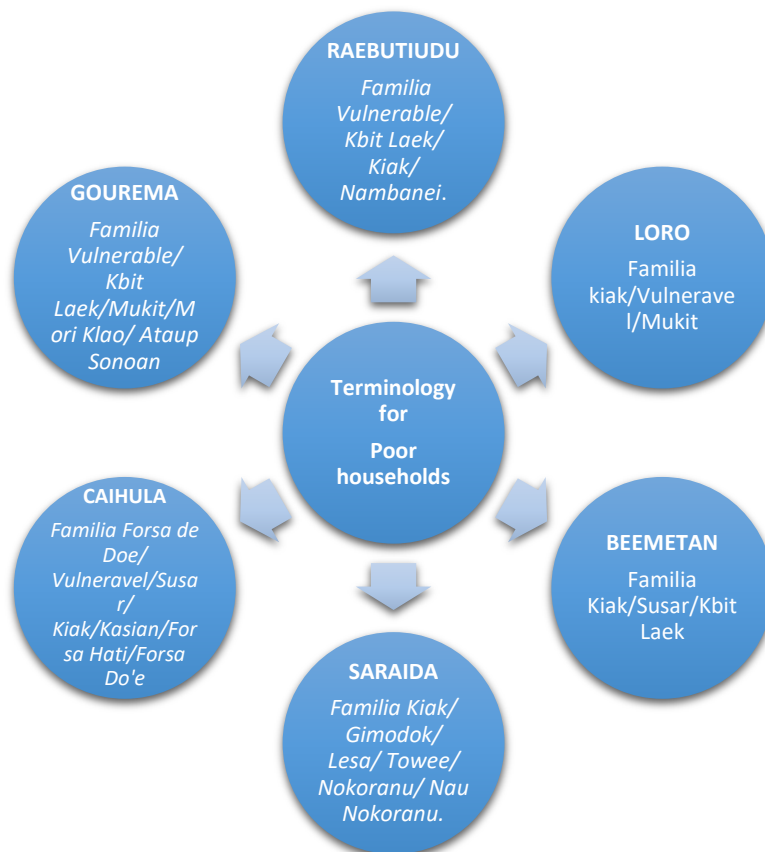 RAEBUTIUDU
Familia
Vulnerable/
Kbit Laek/
Kiak/
Nambanei.
GOUREMA
Familia
Vulnerable/
Kbit
Laek/Mukit/M
ori Klao/ Ataup
Sonoan
LORO
Familia
kiak/Vulnerave
l/Mukit
Terminology
for
Poor
households
CAIHULA
Familia Forsa de
Doe/
Vulneravel/Susa
r/
Kiak/Kasian/For
sa Hati/Forsa
Do'e
BEEMETAN
Familia
Kiak/Susar/Kbit
Laek
SARAIDA
Familia Kiak/
Gimodok/
Lesa/ Towee/
Nokoranu/ Nau
Nokoranu.